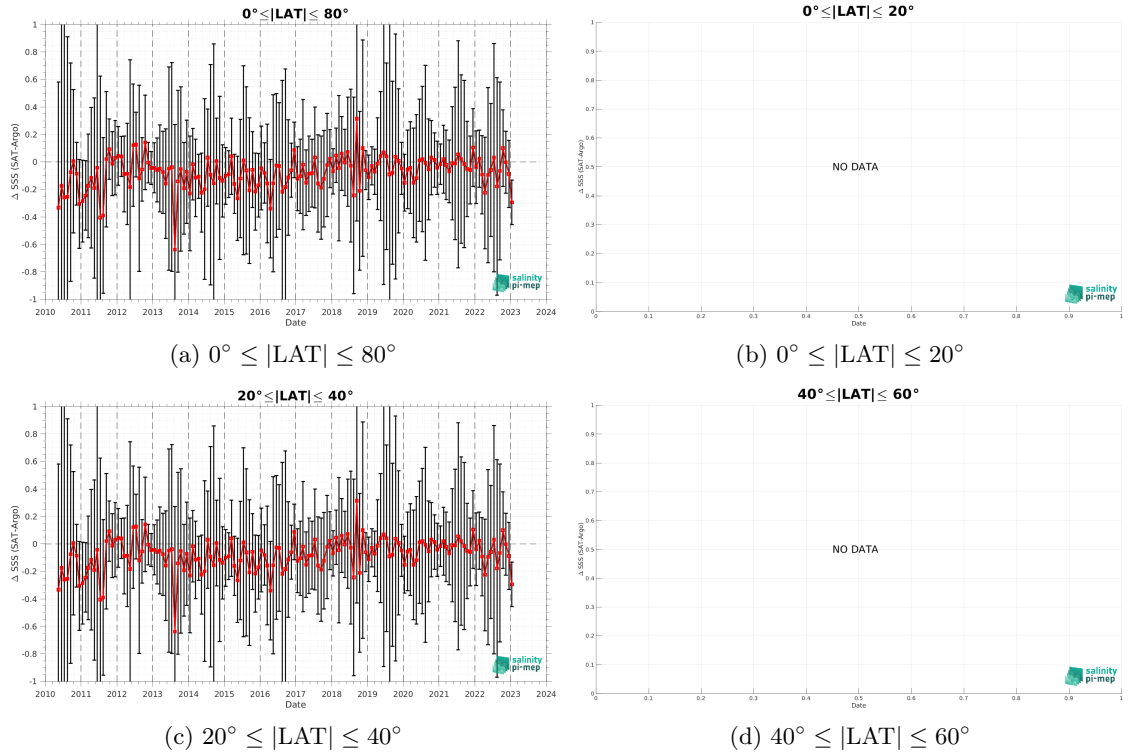 0°≤|LAT|≤ 80°
Δ SSS (SAT-Argo)
1
0.8
0.6
0.4
0.2
0
-0.2
-0.4
-0.6
-0.8
-1
2010 2011 2012 2013 2014 2015 2016 2017 2018 2019 2020 2021 2022 2023 2024
Date
salinity
pi-mep
(a) 0° ≤ |LAT| ≤ 80°
0°≤|LAT|≤ 20°
Δ SSS (SAT-Argo)
1
0.9
0.8
0.7
0.6
0.5
0.4
0.3
0.2
0.1
0
NO DATA
0 0.1 0.2 0.3 0.4 0.5 0.6 0.7 0.8 0.9 1
Date
salinity
pi-mep
(b) 0° ≤ |LAT| ≤ 20°
20°≤|LAT|≤ 40°
Δ SSS (SAT-Argo)
1
0.8
0.6
0.4
0.2
0
-0.2
-0.4
-0.6
-0.8
-1
2010 2011 2012 2013 2014 2015 2016 2017 2018 2019 2020 2021 2022 2023 2024
Date
salinity
pi-mep
(c) 20° ≤ |LAT| ≤ 40°
40°≤|LAT|≤ 60°
Δ SSS (SAT-Argo)
1
0.9
0.8
0.7
0.6
0.5
0.4
0.3
0.2
0.1
0
NO DATA
0 0.1 0.2 0.3 0.4 0.5 0.6 0.7 0.8 0.9 1
Date
salinity
pi-mep
(d) 40° ≤ |LAT| ≤ 60°